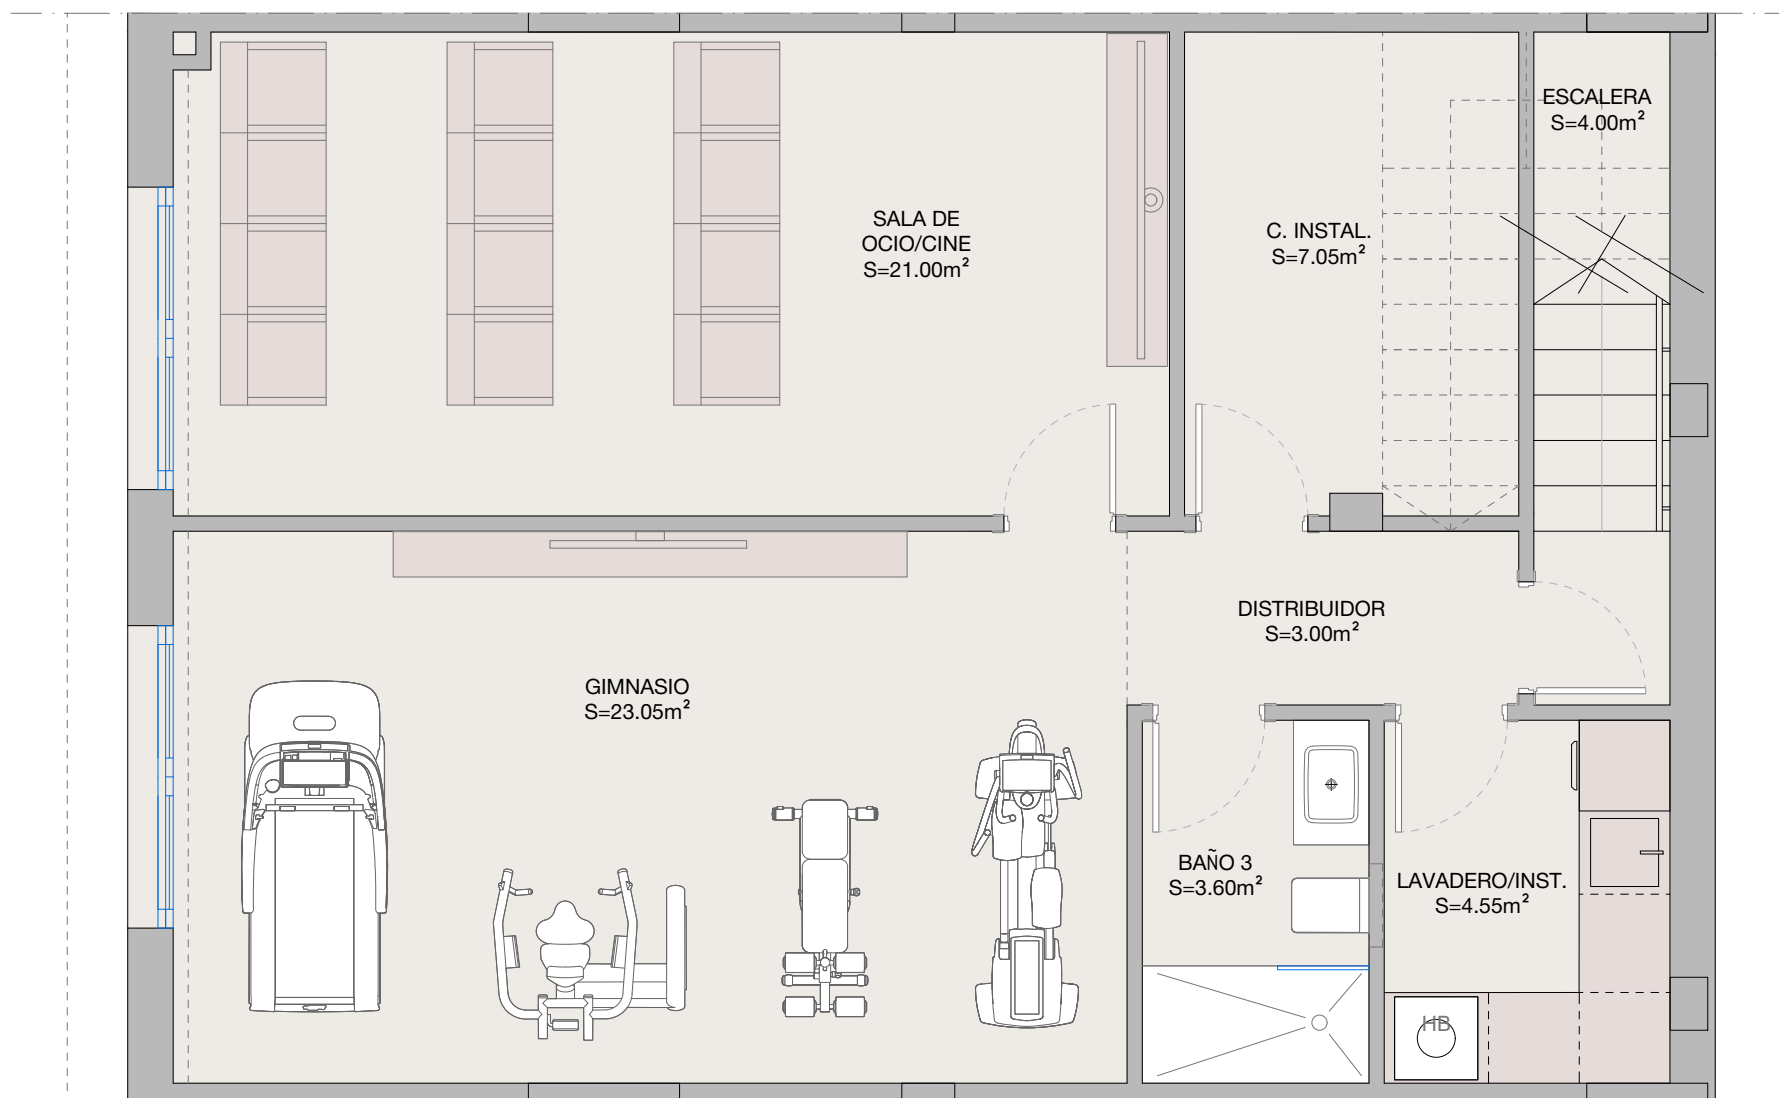 ESCALERA
S=4.00m²
SALA DE
OCIO/CINE
S=21.00m²
C. INSTAL.
S=7.05m²
DISTRIBUIDOR
S=3.00m²
GIMNASIO
S=23.05m²
BAÑO 3
S=3.60m²
LAVADERO/INST.
S=4.55m²
HB